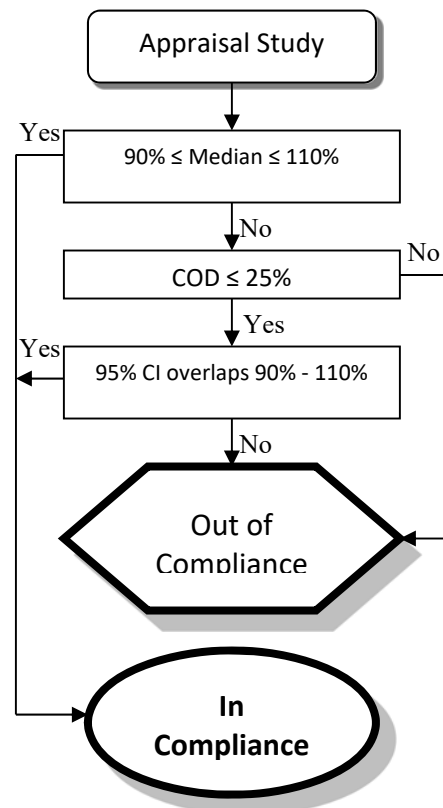 Appraisal Study
Yes
90% ≤ Median ≤ 110%
No
No
COD ≤ 25%
Yes
Yes
95% CI overlaps 90% - 110%
No
Out of
Compliance
In
Compliance